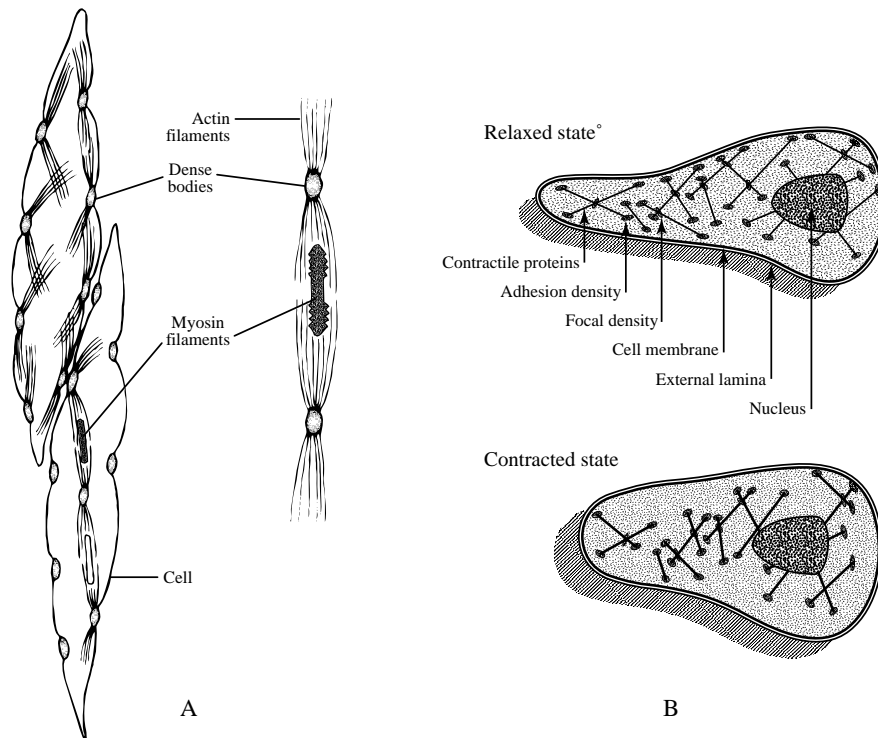 Actin
filaments
Dense
bodies
Myosin
filaments
Cell
A
Relaxed state°
Contractile proteins
Adhesion density
Focal density
Cell membrane
External lamina
Nucleus
Contracted state
B